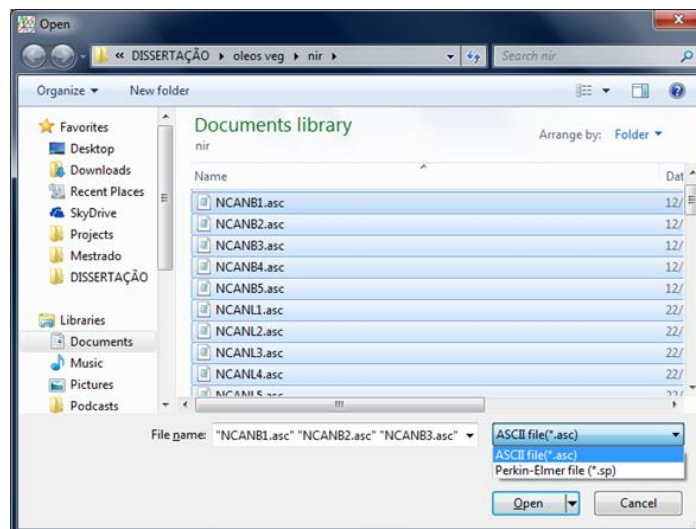 Open
« DISSERTAÇÃO ▸ oleos veg ▸ nir ▸
Search nir
Organize
New folder
Favorites
Desktop
Downloads
Recent Places
SkyDrive
Projects
Mestrado
DISSERTAÇÃO
Libraries
Documents
Music
Pictures
Podcasts
Documents library
nir
Arrange by: Folder
Name Dat
NCANB1.asc 12/
NCANB2.asc 12/
NCANB3.asc 12/
NCANB4.asc 12/
NCANB5.asc 12/
NCANL1.asc 22/
NCANL2.asc 22/
NCANL3.asc 22/
NCANL4.asc 22/
NCANL5.asc 22/
File name: "NCANB1.asc" "NCANB2.asc" "NCANB3.asc"
ASCII file(*.asc)
ASCII file(*.asc)
Perkin-Elmer file (*.sp)
Open
Cancel